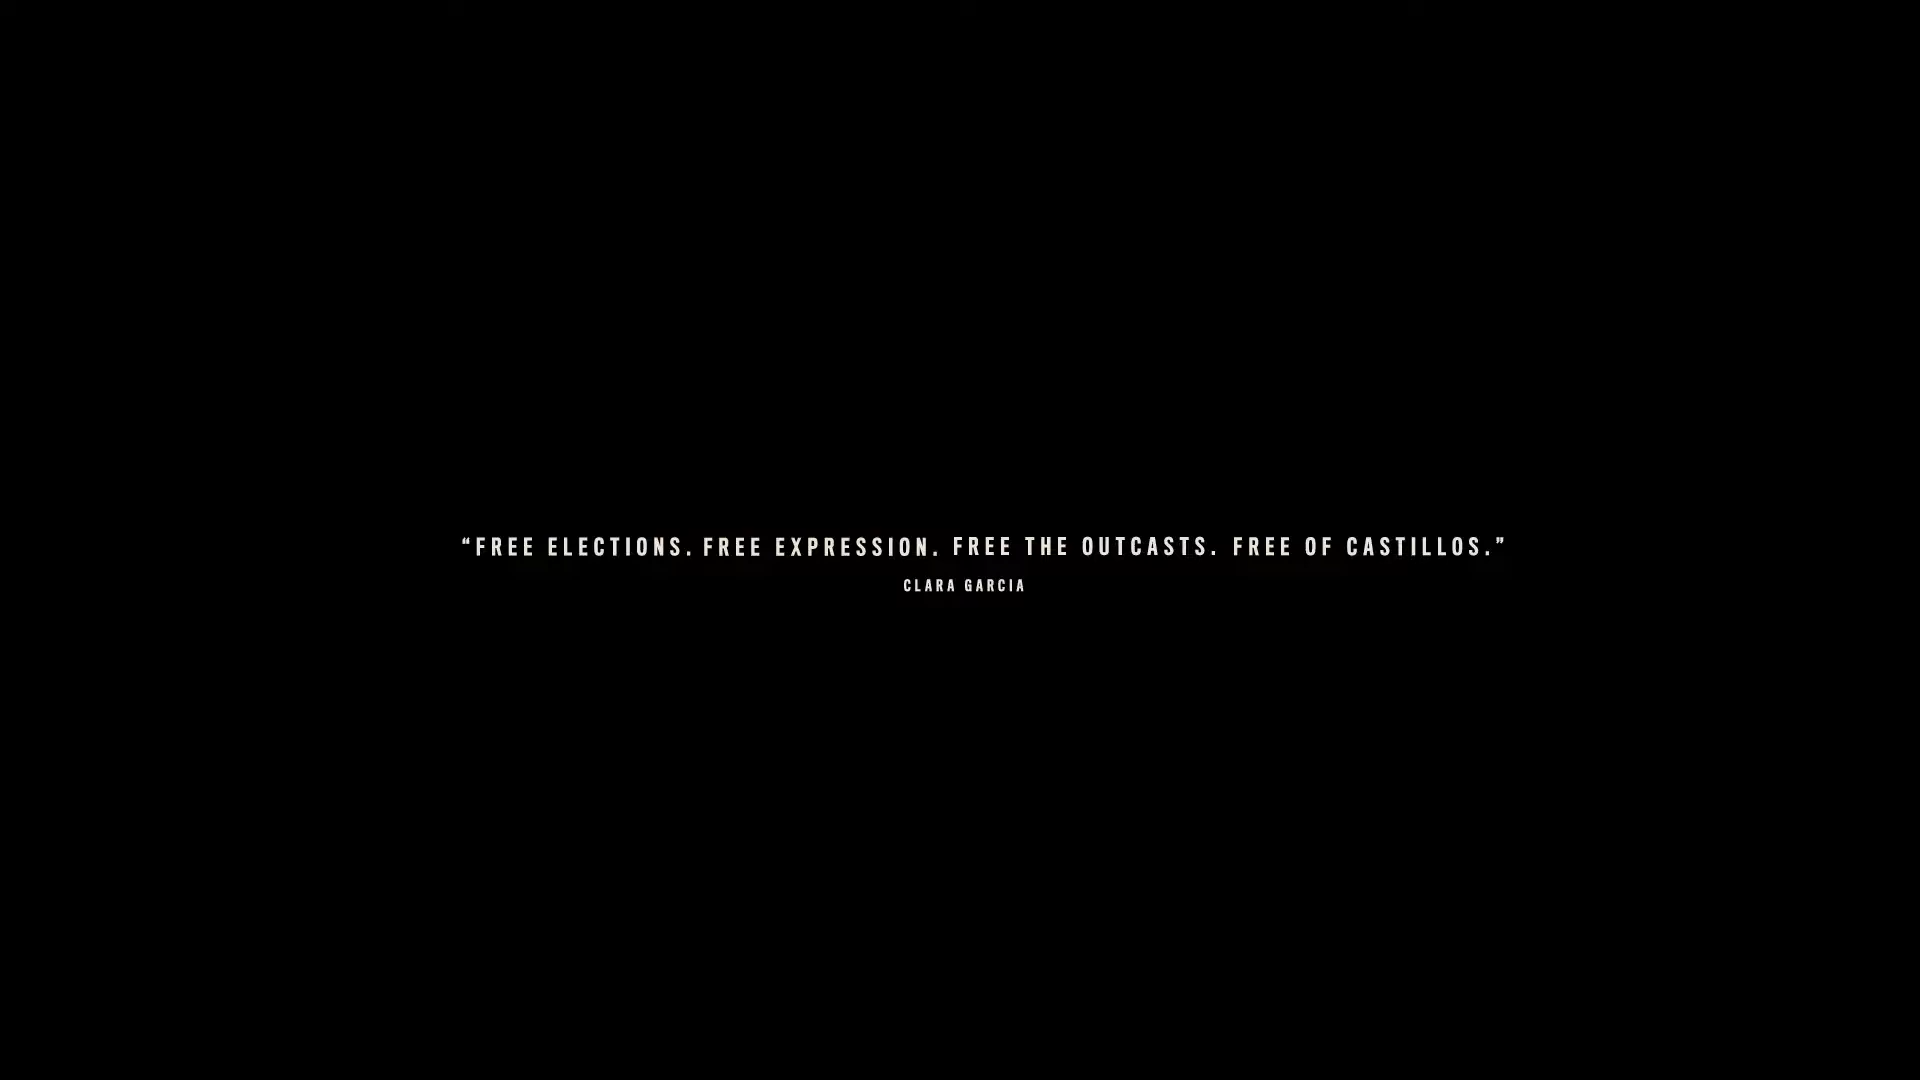 “FREE ELECTIONS. FREE EXPRESSION. FREE THE OUTCASTS. FREE OF CASTILLOS.”
CLARA GARCIA